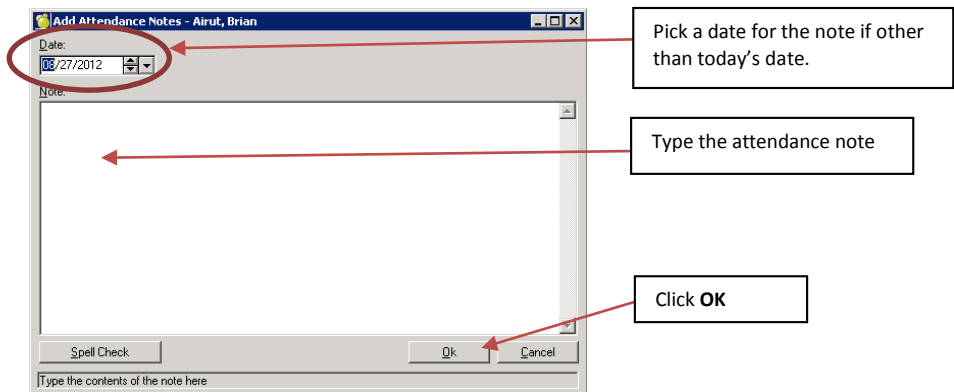 Add Attendance Notes - Airut, Brian
Date:
08/27/2012
Note:
Pick a date for the note if other
than today’s date.
Type the attendance note
Click OK
Spell Check
Ok
Cancel
Type the contents of the note here